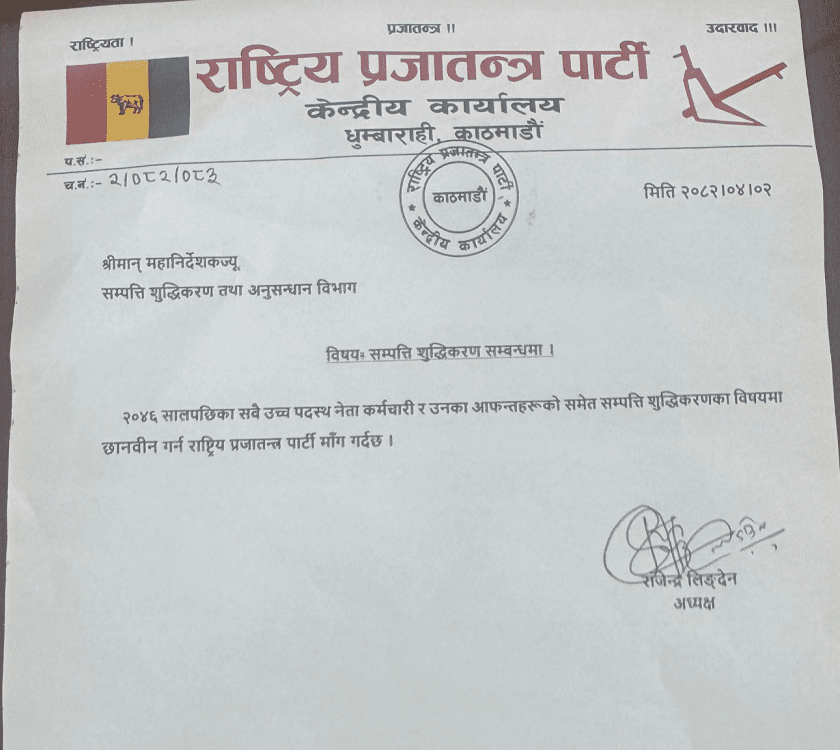 राष्ट्रियता । प्रजातन्त्र ।। उदारवाद ।।।
राष्ट्रिय प्रजातन्त्र पार्टी
केन्द्रीय कार्यालय
धुम्बाराही, काठमाडौं
प.सं.:-
च.नं.:- २/०८२/०८३
मिति २०८२।०४।०२
राष्ट्रिय प्रजातन्त्र पार्टी
काठमाडौं
केन्द्रीय कार्यालय
श्रीमान् महानिर्देशकज्यू,
सम्पत्ति शुद्धिकरण तथा अनुसन्धान विभाग
विषयः सम्पत्ति शुद्धिकरण सम्बन्धमा ।
२०४६ सालपछिका सबै उच्च पदस्थ नेता कर्मचारी र उनका आफन्तहरूको समेत सम्पत्ति शुद्धिकरणका विषयमा
छानवीन गर्न राष्ट्रिय प्रजातन्त्र पार्टी माँग गर्दछ ।
राजेन्द्र लिङ्देन
अध्यक्ष